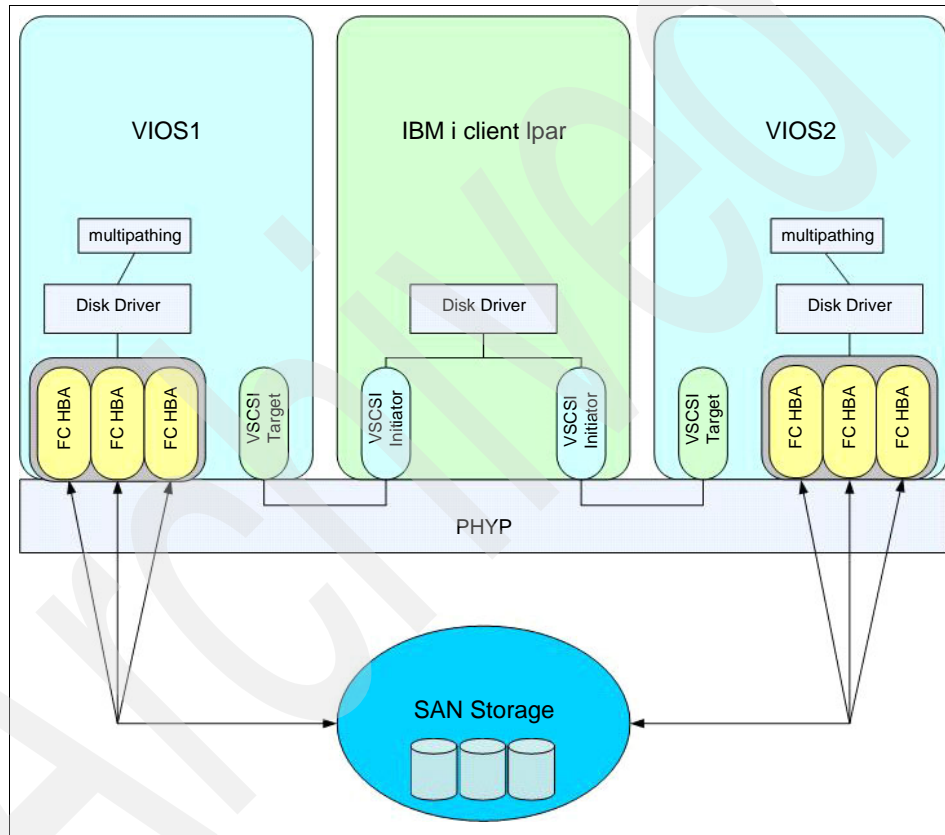 VIOS1
IBM i client lpar
VIOS2
multipathing
multipathing
Disk Driver
Disk Driver
Disk Driver
FC HBA
FC HBA
FC HBA
VSCSI
Target
VSCSI
Initiator
VSCSI
Initiator
VSCSI
Target
FC HBA
FC HBA
FC HBA
PHYP
SAN Storage
Archived